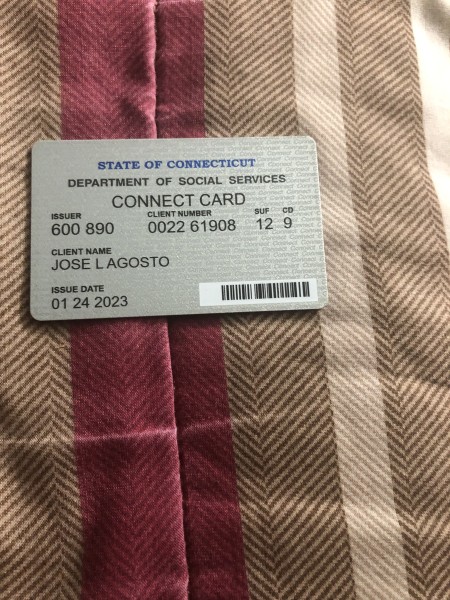 STATE OF CONNECTICUT
DEPARTMENT OF SOCIAL SERVICES
CONNECT CARD
ISSUER CLIENT NUMBER SUF CD
600 890 0022 61908 12 9
CLIENT NAME
JOSE L AGOSTO
ISSUE DATE
01 24 2023